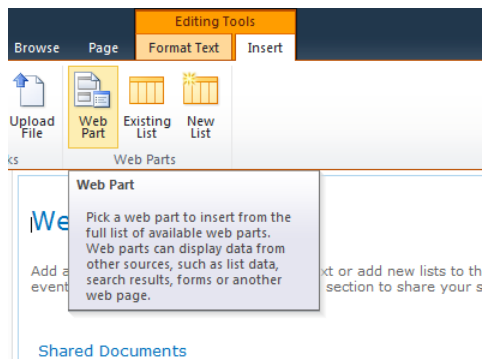 Editing Tools
Browse Page Format Text Insert
Upload File
Web Part
Existing List
New List
ks
Web Parts
Web Part
Pick a web part to insert from the
full list of available web parts.
Web parts can display data from
other sources, such as list data,
search results, forms or another
web page.
We
Add a xt or add new lists to th
event section to share your s
Shared Documents